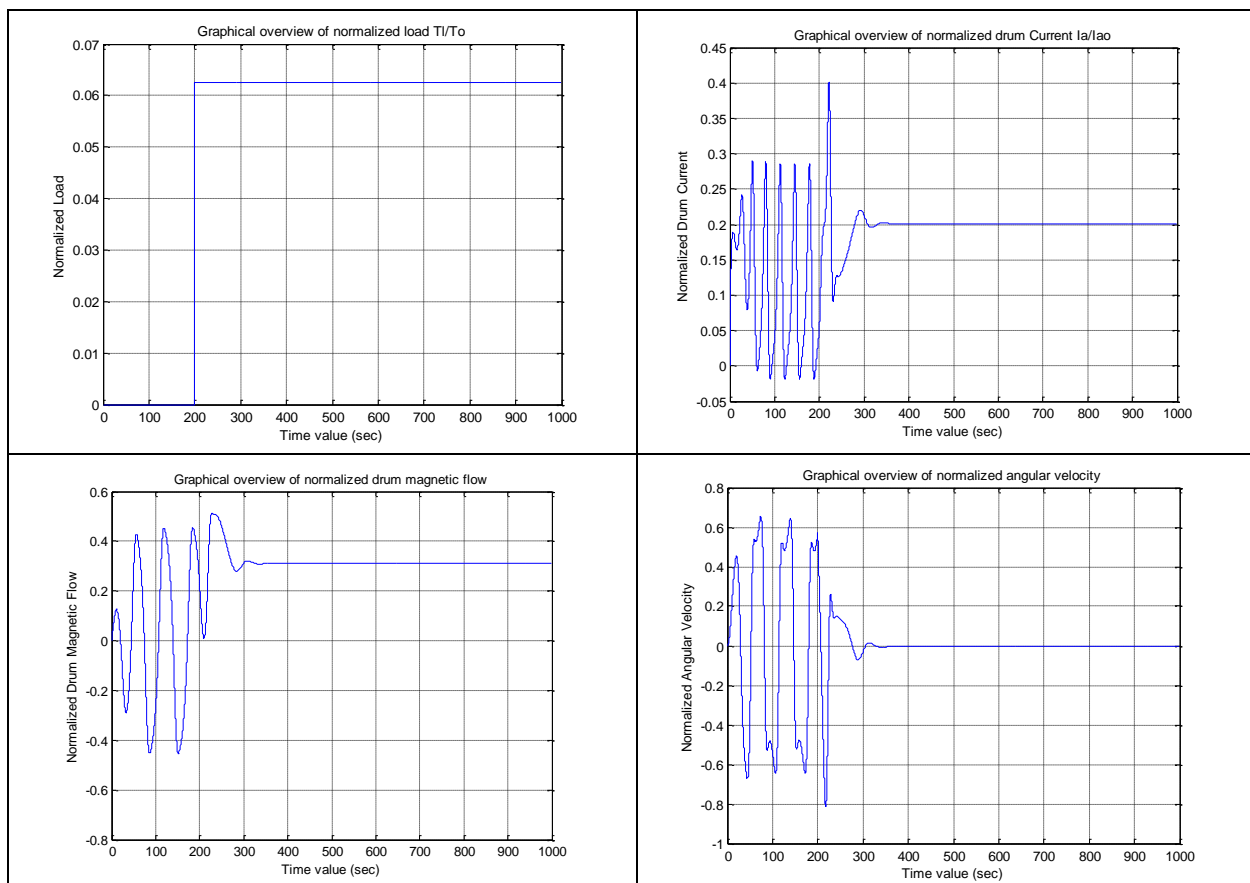 Graphical overview of normalized load Tl/To
0.07
0.06
0.05
0.04
0.03
0.02
0.01
0
Normalized Load
0 100 200 300 400 500 600 700 800 900 1000
Time value (sec)
Graphical overview of normalized drum Current Ia/Iao
0.45
0.4
0.35
0.3
0.25
0.2
0.15
0.1
0.05
0
-0.05
Normalized Drum Current
0 100 200 300 400 500 600 700 800 900 1000
Time value (sec)
Graphical overview of normalized drum magnetic flow
0.6
0.4
0.2
0
-0.2
-0.4
-0.6
-0.8
Normalized Drum Magnetic Flow
0 100 200 300 400 500 600 700 800 900 1000
Time value (sec)
Graphical overview of normalized angular velocity
0.8
0.6
0.4
0.2
0
-0.2
-0.4
-0.6
-0.8
-1
Normalized Angular Velocity
0 100 200 300 400 500 600 700 800 900 1000
Time value (sec)